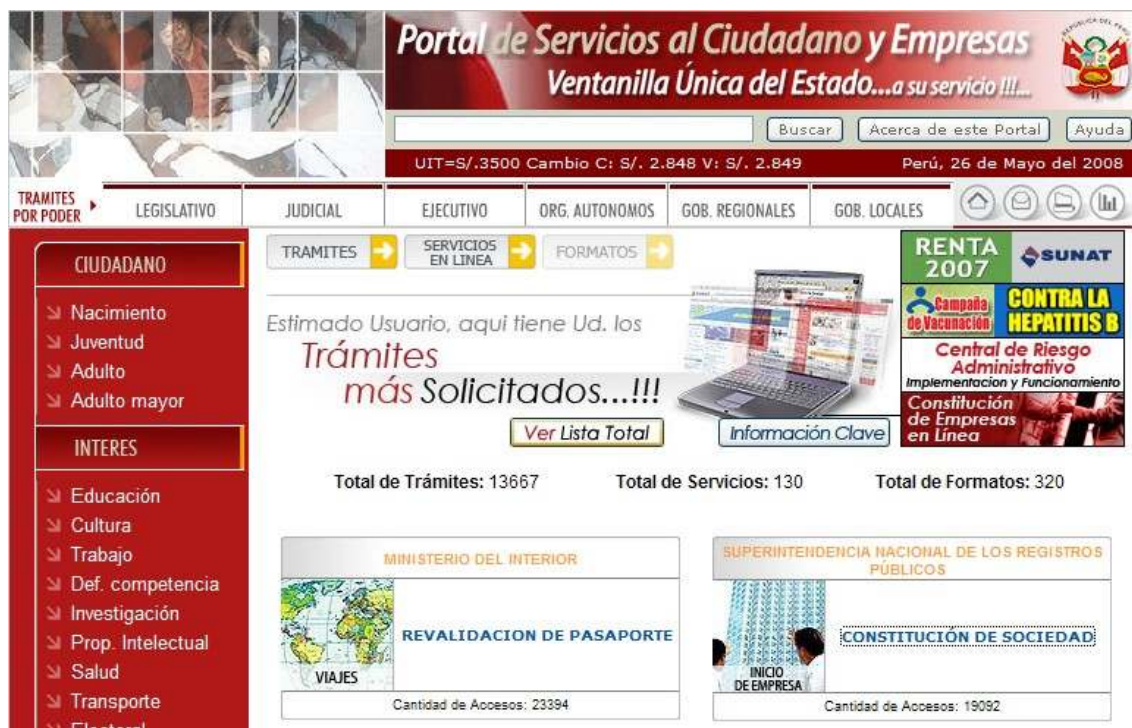 Portal de Servicios al Ciudadano y Empresas
Ventanilla Única del Estado...a su servicio !!!...
Buscar
Acerca de este Portal
Ayuda
UIT=S/.3500 Cambio C: S/. 2.848 V: S/. 2.849
Perú, 26 de Mayo del 2008
TRAMITES
POR PODER
LEGISLATIVO
JUDICIAL
EJECUTIVO
ORG. AUTONOMOS
GOB. REGIONALES
GOB. LOCALES
CIUDADANO
Nacimiento
Juventud
Adulto
Adulto mayor
INTERES
Educación
Cultura
Trabajo
Def. competencia
Investigación
Prop. Intelectual
Salud
Transporte
Electoral
TRAMITES
SERVICIOS
EN LINEA
FORMATOS
Estimado Usuario, aqui tiene Ud. los
Trámites
más Solicitados...!!!
Ver Lista Total
Información Clave
RENTA
2007
SUNAT
Campaña
de Vacunación
CONTRA LA
HEPATITIS B
Central de Riesgo
Administrativo
Implementacion y Funcionamiento
Constitución
de Empresas
en Línea
Total de Trámites: 13667
Total de Servicios: 130
Total de Formatos: 320
MINISTERIO DEL INTERIOR
REVALIDACION DE PASAPORTE
VIAJES
Cantidad de Accesos: 23394
SUPERINTENDENCIA NACIONAL DE LOS REGISTROS
PÚBLICOS
CONSTITUCIÓN DE SOCIEDAD
INICIO
DE EMPRESA
Cantidad de Accesos: 19092